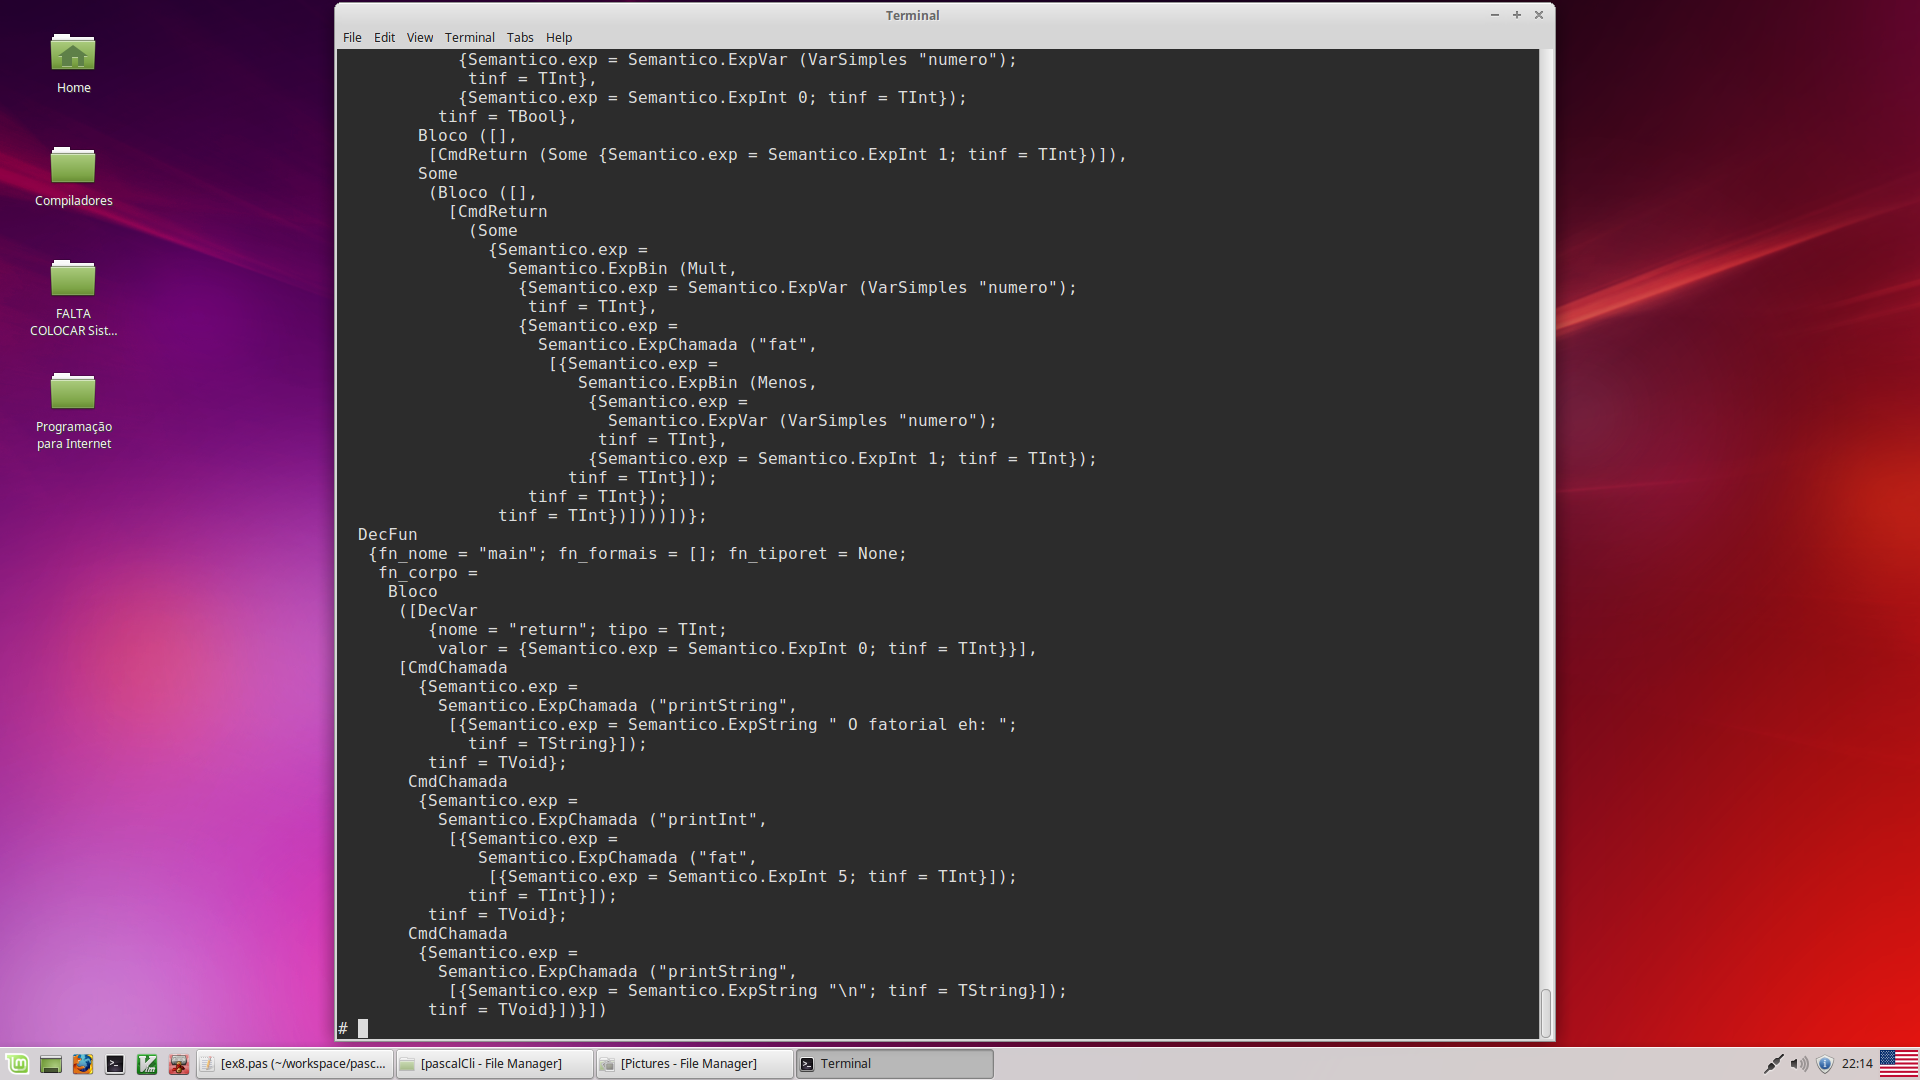 Terminal
File Edit View Terminal Tabs Help
{Semantico.exp = Semantico.ExpVar (VarSimples "numero");
tinf = TInt},
{Semantico.exp = Semantico.ExpInt 0; tinf = TInt});
tinf = TBool},
Bloco ([],
[CmdReturn (Some {Semantico.exp = Semantico.ExpInt 1; tinf = TInt})]),
Some
(Bloco ([],
[CmdReturn
(Some
{Semantico.exp =
Semantico.ExpBin (Mult,
{Semantico.exp = Semantico.ExpVar (VarSimples "numero");
tinf = TInt},
{Semantico.exp =
Semantico.ExpChamada ("fat",
[{Semantico.exp =
Semantico.ExpBin (Menos,
{Semantico.exp =
Semantico.ExpVar (VarSimples "numero");
tinf = TInt},
{Semantico.exp = Semantico.ExpInt 1; tinf = TInt});
tinf = TInt}]);
tinf = TInt});
tinf = TInt})])))])};
DecFun
{fn_nome = "main"; fn_formais = []; fn_tiporet = None;
fn_corpo =
Bloco
([DecVar
{nome = "return"; tipo = TInt;
valor = {Semantico.exp = Semantico.ExpInt 0; tinf = TInt}}],
[CmdChamada
{Semantico.exp =
Semantico.ExpChamada ("printString",
[{Semantico.exp = Semantico.ExpString " O fatorial eh: ";
tinf = TString}]);
tinf = TVoid};
CmdChamada
{Semantico.exp =
Semantico.ExpChamada ("printInt",
[{Semantico.exp =
Semantico.ExpChamada ("fat",
[{Semantico.exp = Semantico.ExpInt 5; tinf = TInt}]);
tinf = TInt}]);
tinf = TVoid};
CmdChamada
{Semantico.exp =
Semantico.ExpChamada ("printString",
[{Semantico.exp = Semantico.ExpString "\n"; tinf = TString}]);
tinf = TVoid}])}])
#
Home
Compiladores
FALTA
COLOCAR Sist...
Programação
para Internet
[ex8.pas (~/workspace/pasc... [pascalCli - File Manager] [Pictures - File Manager] Terminal 22:14